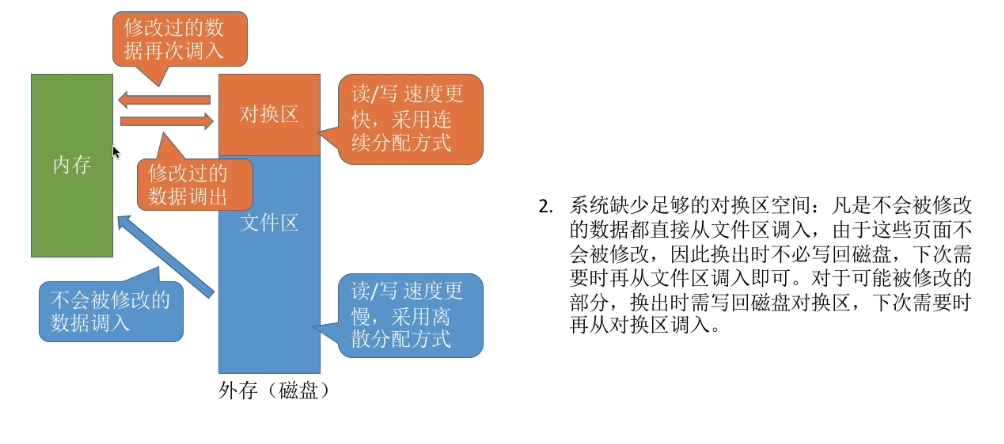 修改过的数
据再次调入
对换区
读/写 速度更
快，采用连
续分配方式
内存
修改过的
数据调出
文件区
不会被修改的
数据调入
读/写 速度更
慢，采用离
散分配方式
外存（磁盘）
2. 系统缺少足够的对换区空间：凡是不会被修改
的数据都直接从文件区调入，由于这些页面不
会被修改，因此换出时不必写回磁盘，下次需
要时再从文件区调入即可。对于可能被修改的
部分，换出时需写回磁盘对换区，下次需要时
再从对换区调入。